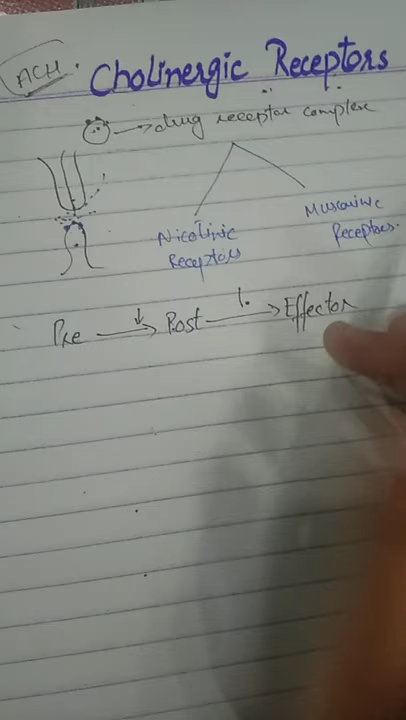 ACH.
Cholinergic Receptors
→ drug receptor complex
Nicotinic
Receptors
Muscarinic
Receptors.
Pre → Post → Effector